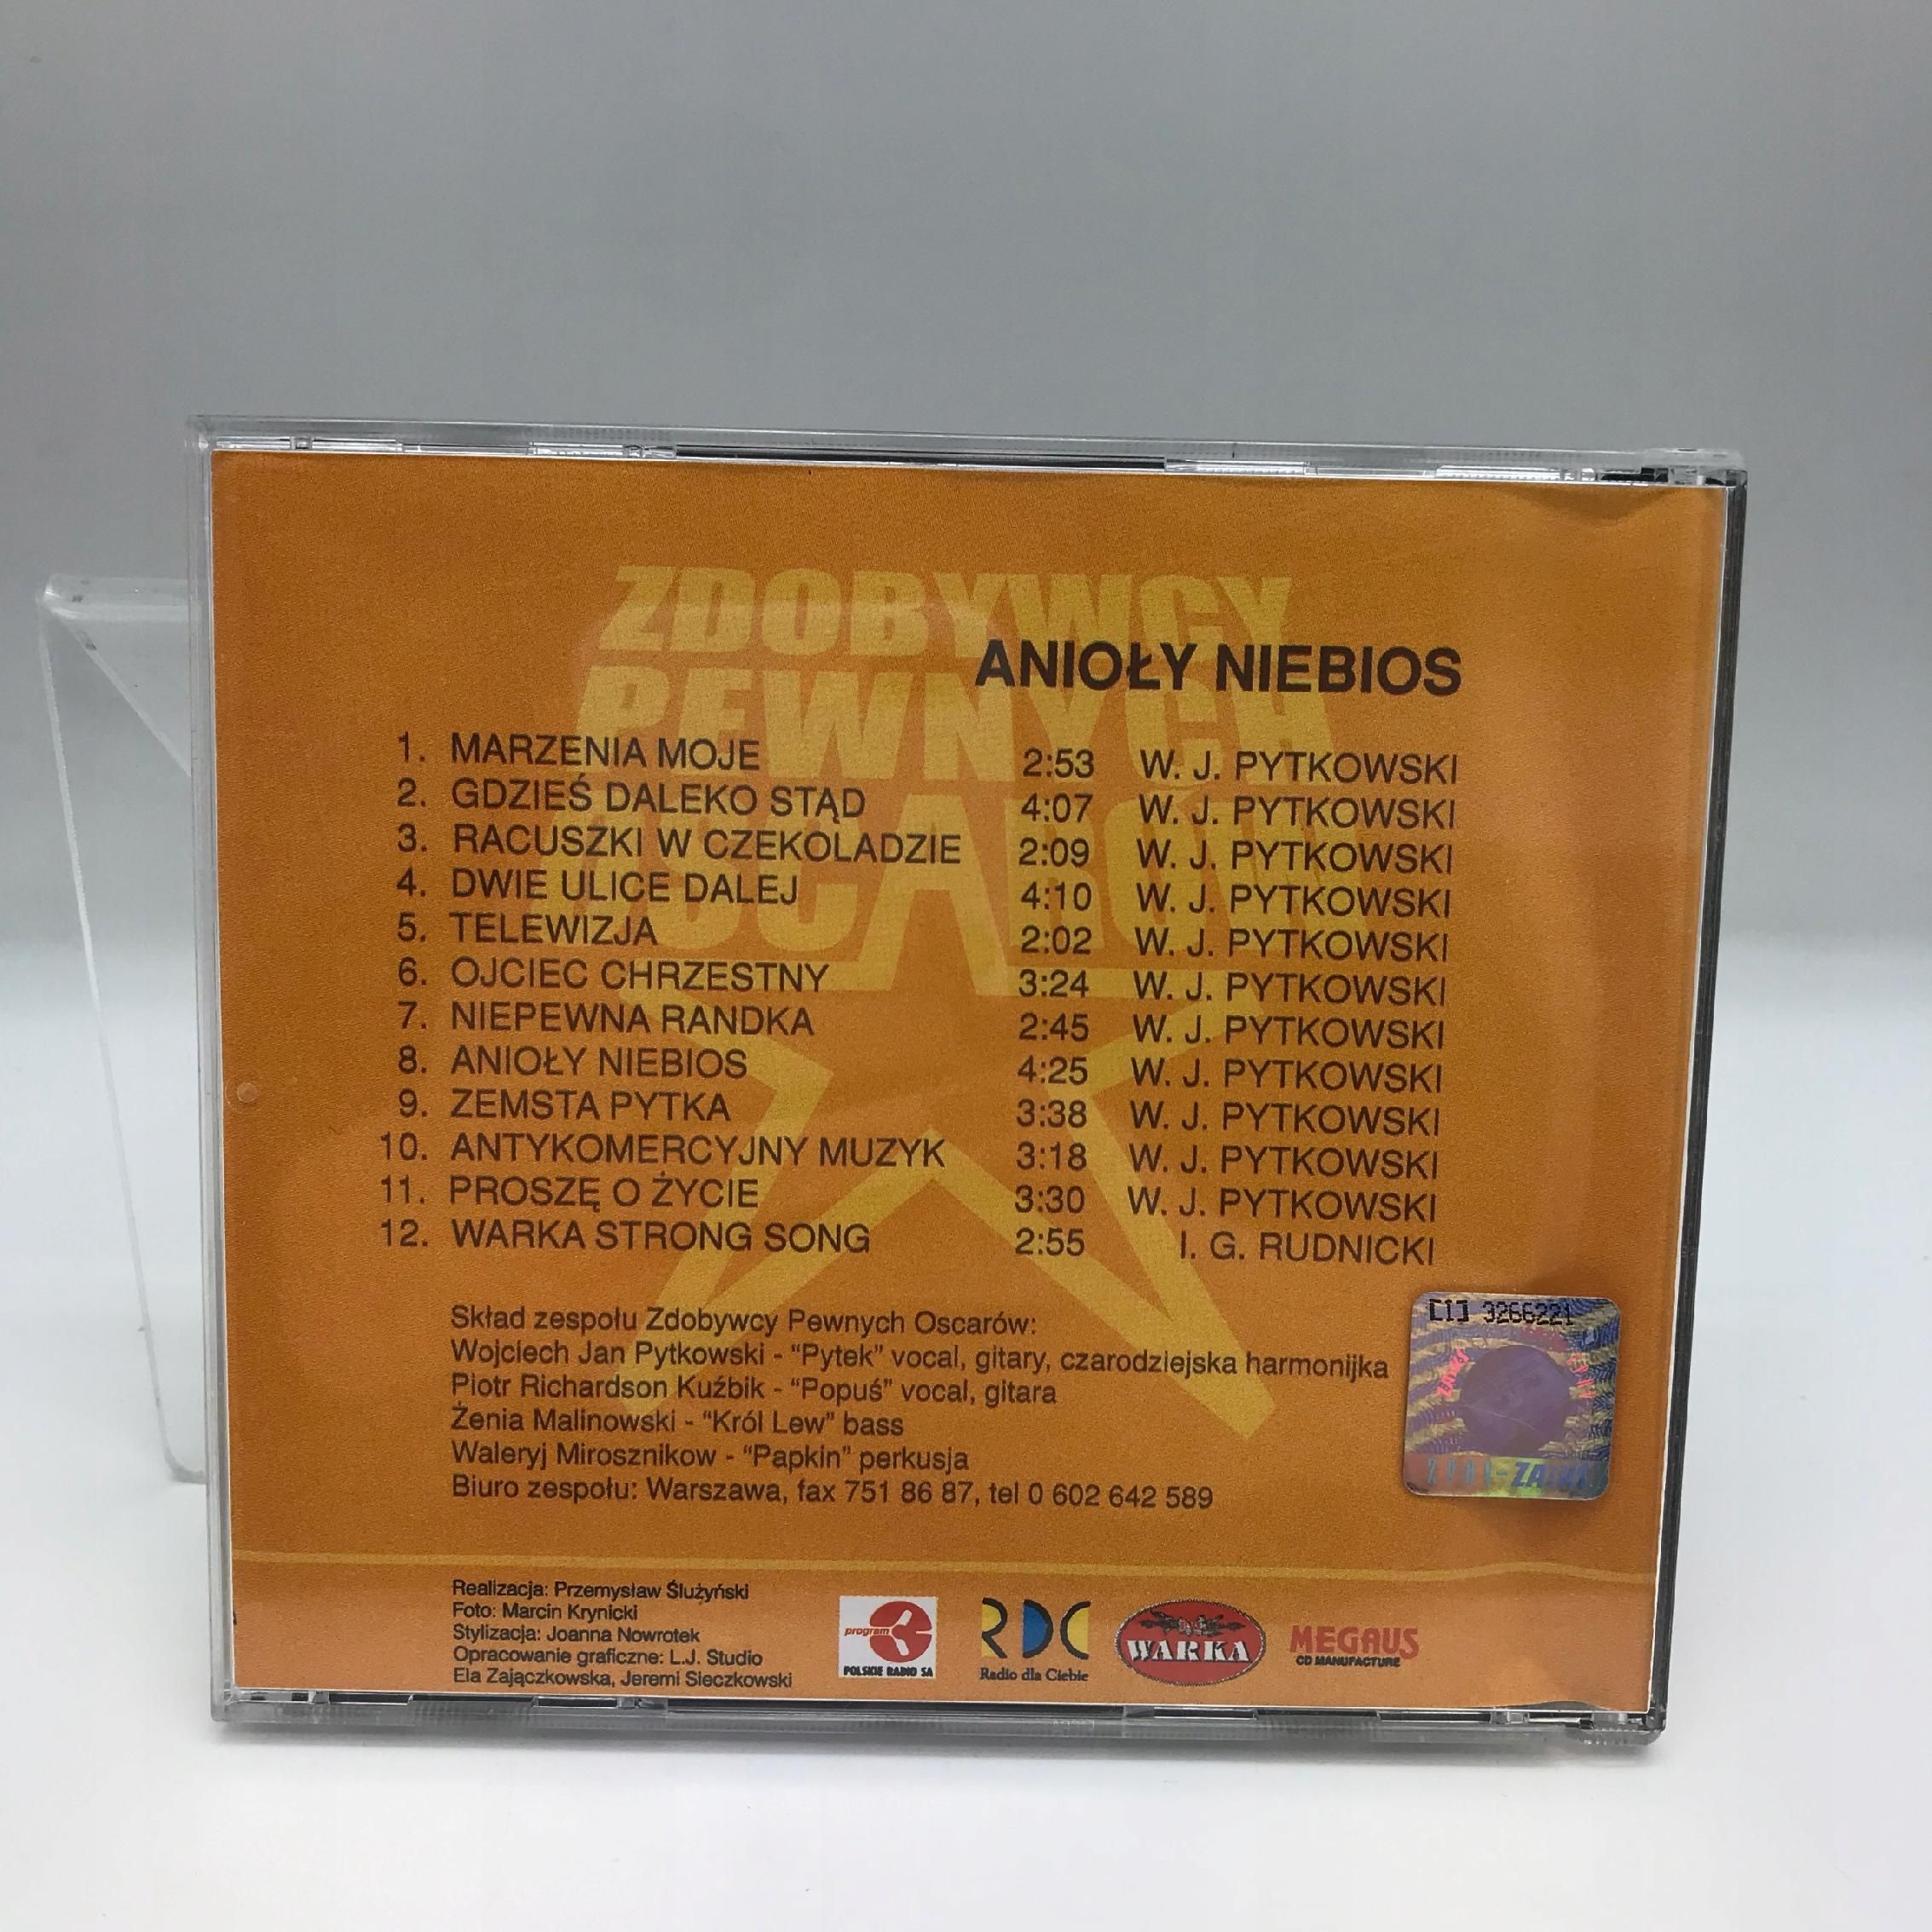 ZDOBYWCY
PEWNYCH
OSCARÓW
ANIOŁY NIEBIOS
1. MARZENIA MOJE 2:53 W. J. PYTKOWSKI
2. GDZIEŚ DALEKO STĄD 4:07 W. J. PYTKOWSKI
3. RACUSZKI W CZEKOLADZIE 2:09 W. J. PYTKOWSKI
4. DWIE ULICE DALEJ 4:10 W. J. PYTKOWSKI
5. TELEWIZJA 2:02 W. J. PYTKOWSKI
6. OJCIEC CHRZESTNY 3:24 W. J. PYTKOWSKI
7. NIEPEWNA RANDKA 2:45 W. J. PYTKOWSKI
8. ANIOŁY NIEBIOS 4:25 W. J. PYTKOWSKI
9. ZEMSTA PYTKA 3:38 W. J. PYTKOWSKI
10. ANTYKOMERCYJNY MUZYK 3:18 W. J. PYTKOWSKI
11. PROSZĘ O ŻYCIE 3:30 W. J. PYTKOWSKI
12. WARKA STRONG SONG 2:55 I. G. RUDNICKI
Skład zespołu Zdobywcy Pewnych Oscarów:
Wojciech Jan Pytkowski - “Pytek” vocal, gitary, czarodziejska harmonijka
Piotr Richardson Kuźbik - “Popuś” vocal, gitara
Żenia Malinowski - “Król Lew” bass
Waleryj Mirosznikow - “Papkin” perkusja
Biuro zespołu: Warszawa, fax 751 86 87, tel 0 602 642 589
[I] 3266221
Realizacja: Przemysław Ślużyński
Foto: Marcin Krynicki
Stylizacja: Joanna Nowrotek
Opracowanie graficzne: L.J. Studio
Ela Zajączkowska, Jeremi Sieczkowski
program
POLSKIE RADIO SA
RDC
Radio dla Ciebie
WARKA
MEGAUS
CD MANUFACTURE